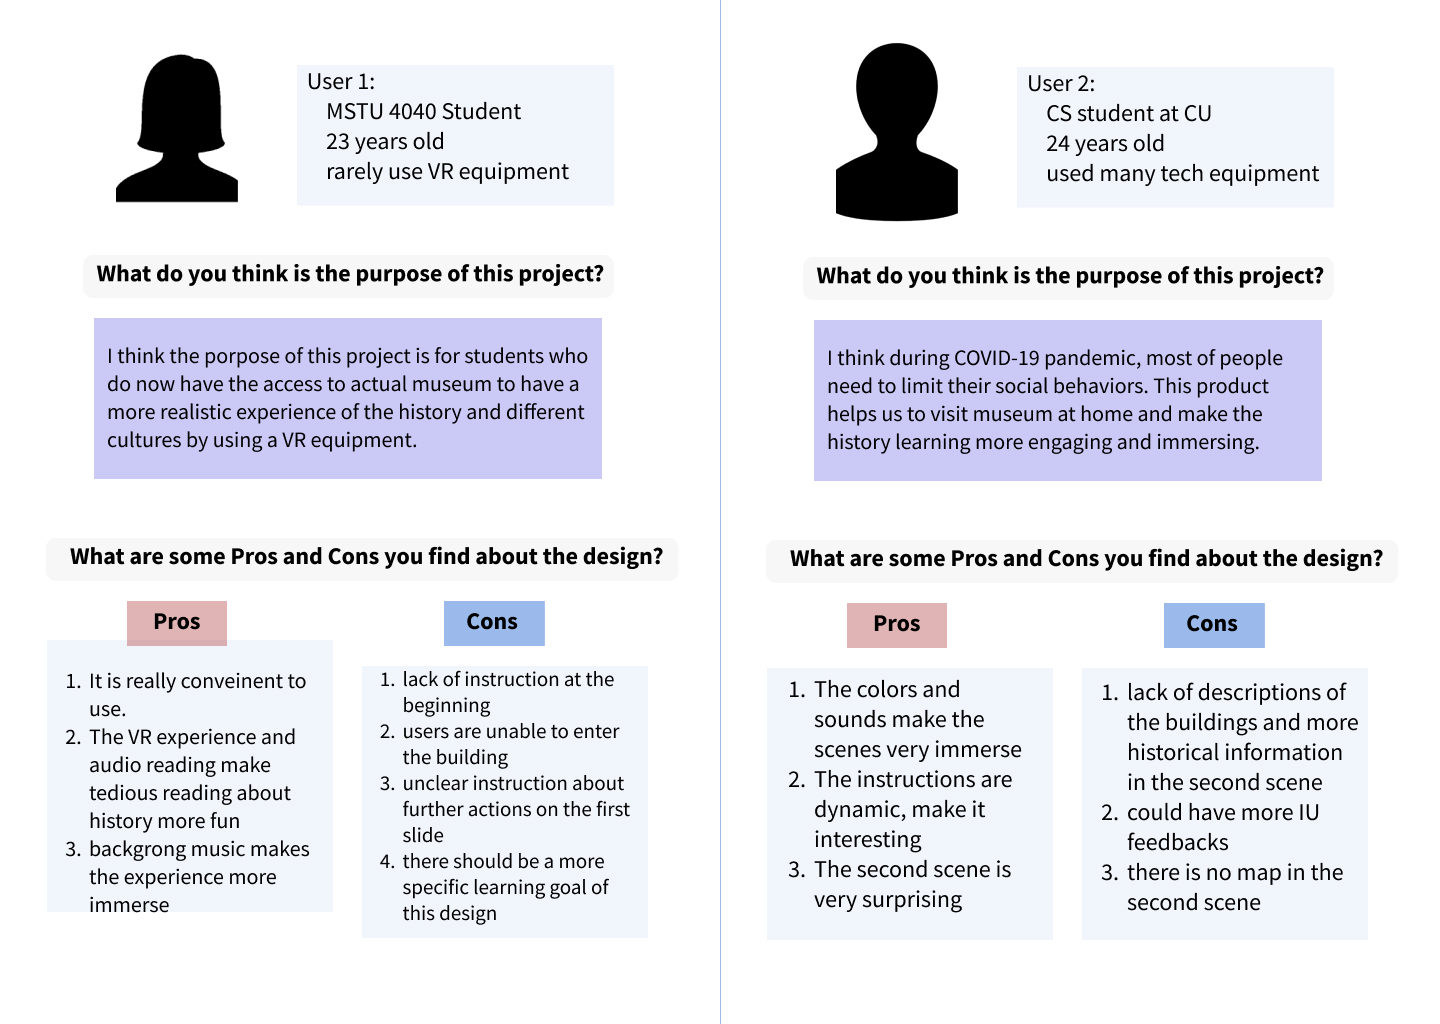 User 1:
MSTU 4040 Student
23 years old
rarely use VR equipment
What do you think is the purpose of this project?
I think the porpose of this project is for students who
do now have the access to actual museum to have a
more realistic experience of the history and different
cultures by using a VR equipment.
What are some Pros and Cons you find about the design?
Pros
1. It is really conveinent to
use.
2. The VR experience and
audio reading make
tedious reading about
history more fun
3. backgrong music makes
the experience more
immerse
Cons
1. lack of instruction at the
beginning
2. users are unable to enter
the building
3. unclear instruction about
further actions on the first
slide
4. there should be a more
specific learning goal of
this design
User 2:
CS student at CU
24 years old
used many tech equipment
What do you think is the purpose of this project?
I think during COVID-19 pandemic, most of people
need to limit their social behaviors. This product
helps us to visit museum at home and make the
history learning more engaging and immersing.
What are some Pros and Cons you find about the design?
Pros
1. The colors and
sounds make the
scenes very immerse
2. The instructions are
dynamic, make it
interesting
3. The second scene is
very surprising
Cons
1. lack of descriptions of
the buildings and more
historical information
in the second scene
2. could have more IU
feedbacks
3. there is no map in the
second scene